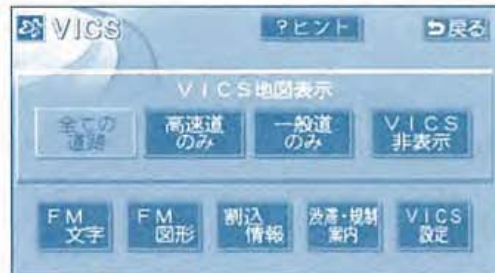 VICS ?ヒント 戻る
VICS地図表示
全ての 高速道 一般道 VICS
道路 のみ のみ 非表示
FM FM 割込 渋滞・規制 VICS
文字 図形 情報 案内 設定